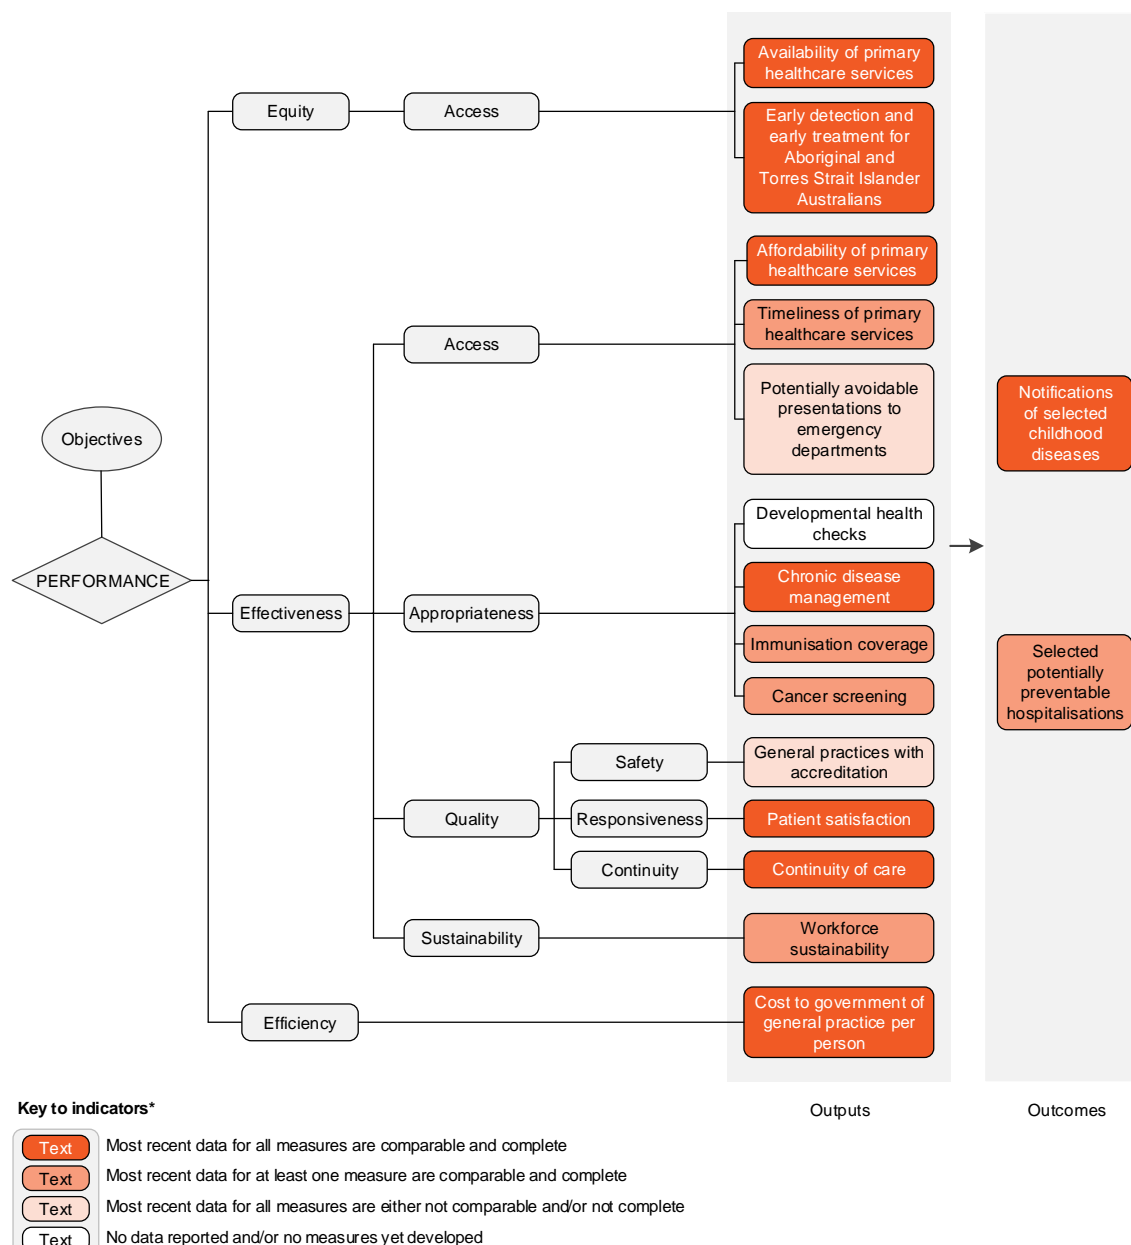 Availability of primary
healthcare services
Equity
Access
Early detection and
early treatment for
Aboriginal and
Torres Strait Islander
Australians
Affordability of primary
healthcare services
Timeliness of primary
healthcare services
Access
Potentially avoidable
presentations to
emergency
departments
Notifications
of selected
childhood
diseases
Objectives
Developmental health
checks
PERFORMANCE
Chronic disease
management
Effectiveness
Appropriateness
Immunisation coverage
Cancer screening
Selected
potentially
preventable
hospitalisations
Safety
General practices with
accreditation
Quality
Responsiveness
Patient satisfaction
Continuity
Continuity of care
Sustainability
Workforce
sustainability
Efficiency
Cost to government of
general practice per
person
Key to indicators*
Outputs
Outcomes
Text Most recent data for all measures are comparable and complete
Text Most recent data for at least one measure are comparable and complete
Text Most recent data for all measures are either not comparable and/or not complete
Text No data reported and/or no measures yet developed